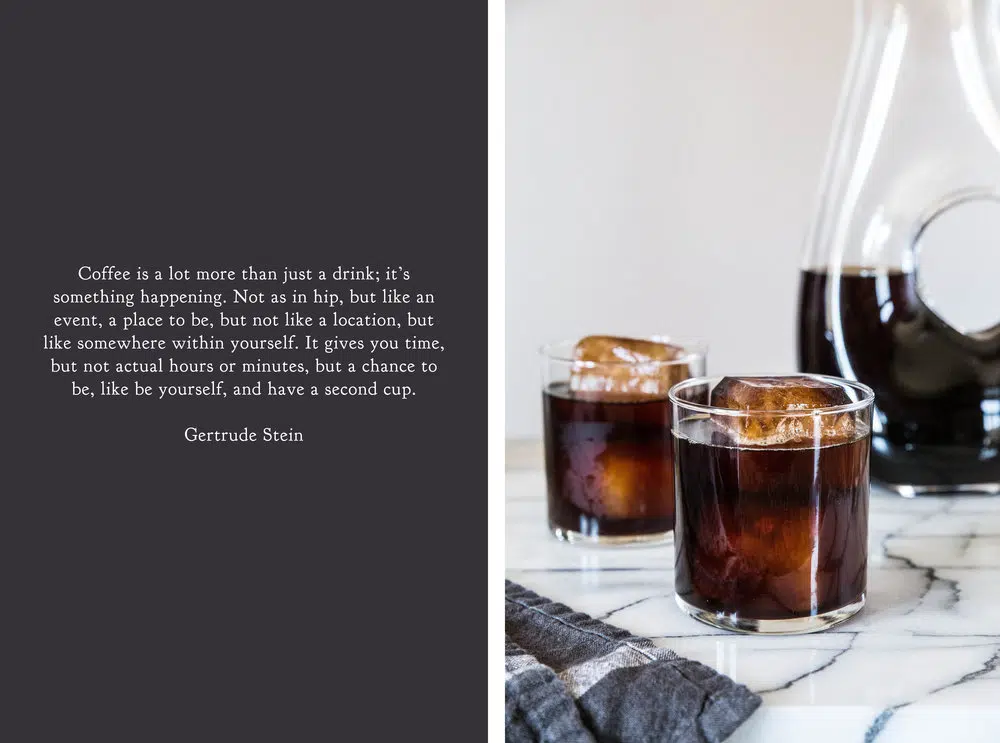 Coffee is a lot more than just a drink; it’s
something happening. Not as in hip, but like an
event, a place to be, but not like a location, but
like somewhere within yourself. It gives you time,
but not actual hours or minutes, but a chance to
be, like be yourself, and have a second cup.
Gertrude Stein